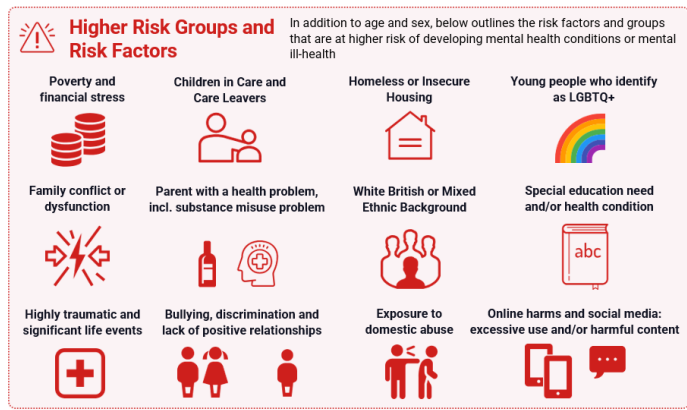 Higher Risk Groups and
Risk Factors
In addition to age and sex, below outlines the risk factors and groups
that are at higher risk of developing mental health conditions or mental
ill-health
Poverty and
financial stress
Children in Care and
Care Leavers
Homeless or Insecure
Housing
Young people who identify
as LGBTQ+
Family conflict or
dysfunction
Parent with a health problem,
incl. substance misuse problem
White British or Mixed
Ethnic Background
Special education need
and/or health condition
abc
Highly traumatic and
significant life events
Bullying, discrimination and
lack of positive relationships
Exposure to
domestic abuse
Online harms and social media:
excessive use and/or harmful content